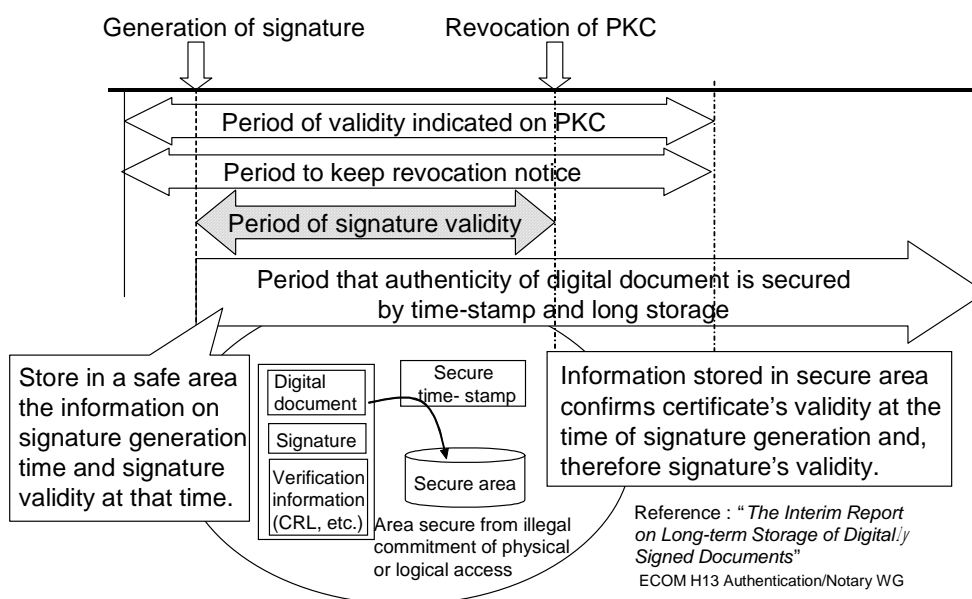 Generation of signature
Revocation of PKC
Period of validity indicated on PKC
Period to keep revocation notice
Period of signature validity
Period that authenticity of digital document is secured
by time-stamp and long storage
Store in a safe area
the information on
signature generation
time and signature
validity at that time.
Digital
document
Signature
Verification
information
(CRL, etc.)
Secure
time- stamp
Secure area
Area secure from illegal
commitment of physical
or logical access
Information stored in secure area
confirms certificate's validity at the
time of signature generation and,
therefore signature's validity.
Reference : “ The Interim Report
on Long-term Storage of Digitally
Signed Documents”
ECOM H13 Authentication/Notary WG